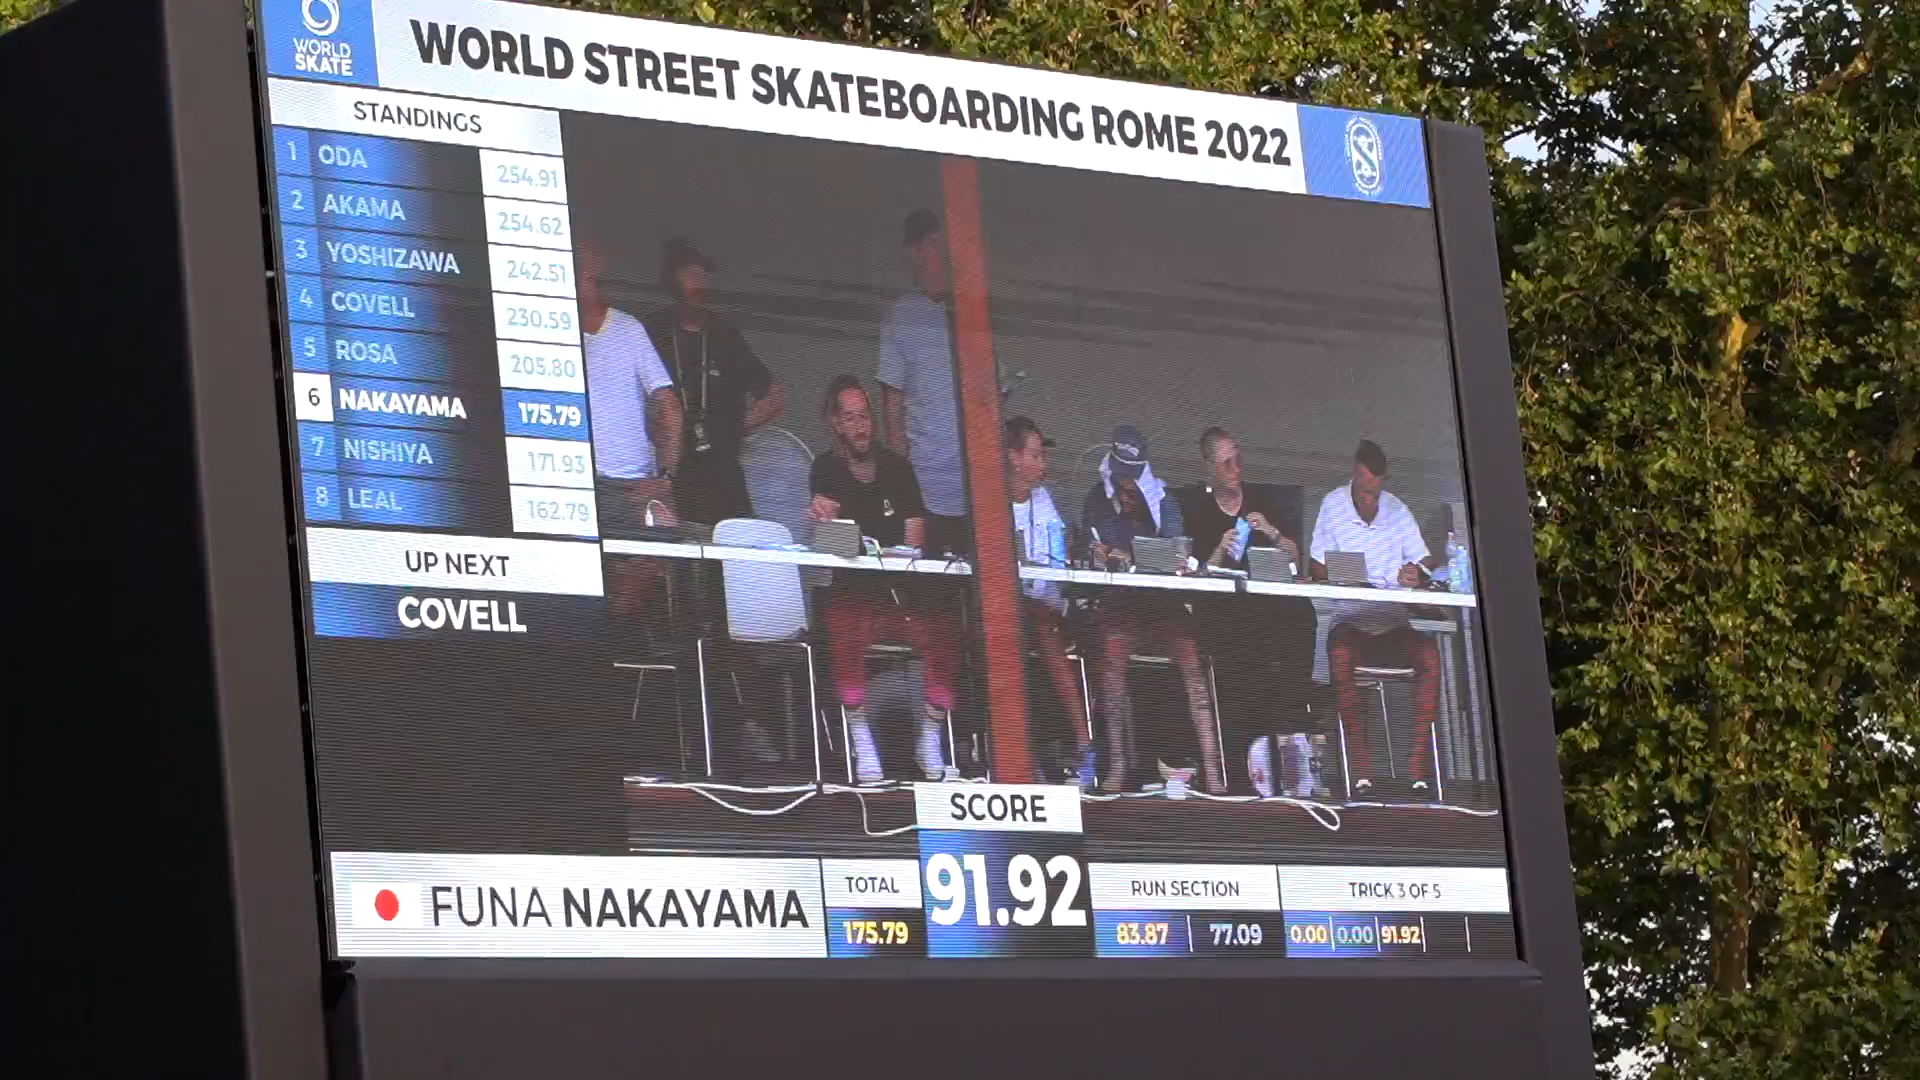 WORLD
SKATE
WORLD STREET SKATEBOARDING ROME 2022
STANDINGS
1 ODA 254.91
2 AKAMA 254.62
3 YOSHIZAWA 242.51
4 COVELL 230.59
5 ROSA 205.80
6 NAKAYAMA 175.79
7 NISHIYA 171.93
8 LEAL 162.79
UP NEXT
COVELL
SCORE
91.92
FUNA NAKAYAMA
TOTAL
175.79
RUN SECTION
83.87 77.09
TRICK 3 OF 5
0.00 0.00 91.92